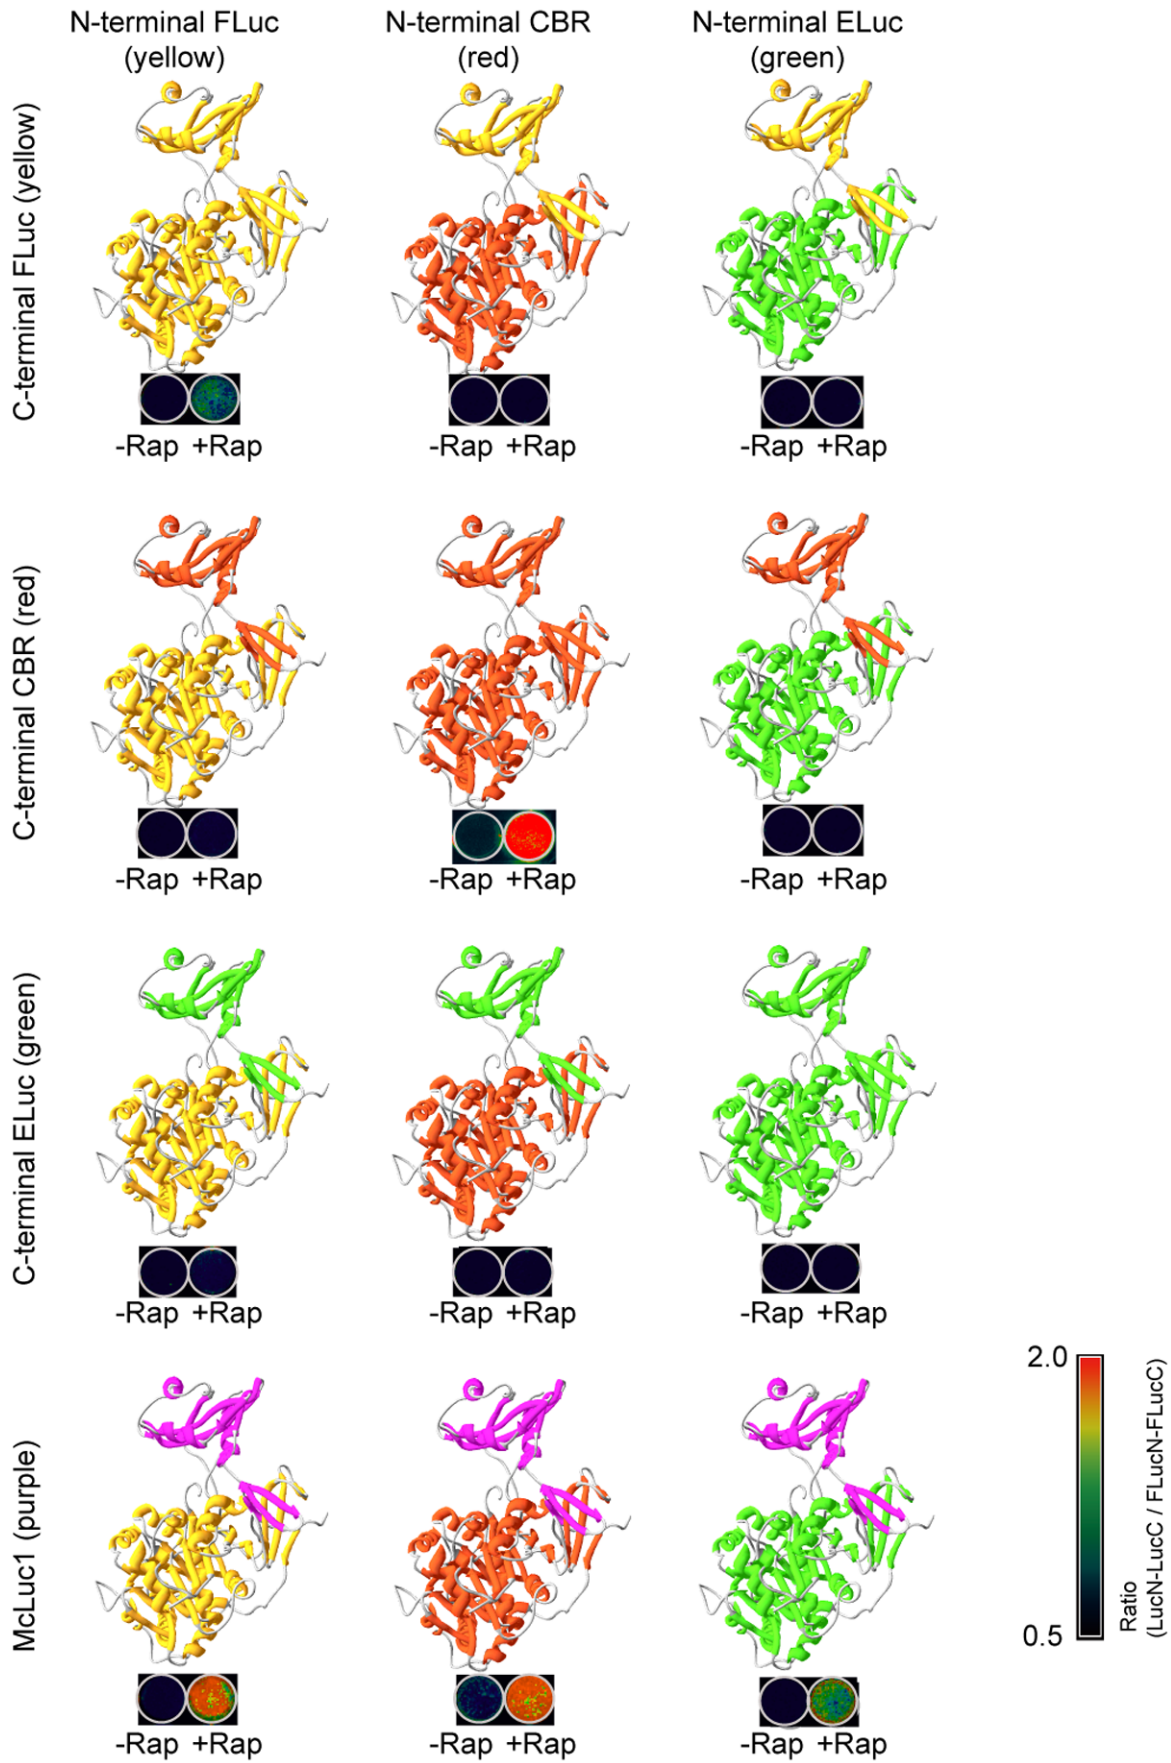 N-terminal FLuc
(yellow)
N-terminal CBR
(red)
N-terminal ELuc
(green)
C-terminal FLuc (yellow)
-Rap +Rap
-Rap +Rap
-Rap +Rap
C-terminal CBR (red)
-Rap +Rap
-Rap +Rap
-Rap +Rap
C-terminal ELuc (green)
-Rap +Rap
-Rap +Rap
-Rap +Rap
McLuc1 (purple)
-Rap +Rap
-Rap +Rap
-Rap +Rap
2.0
0.5
Ratio
(LucN-LucC / FLucN-FLucC)